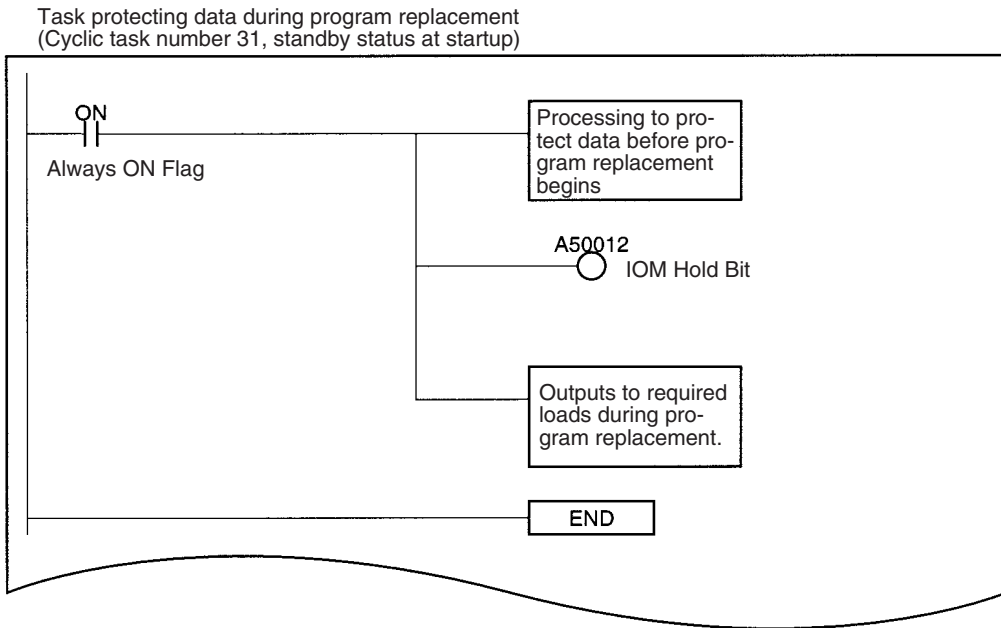 Task protecting data during program replacement
(Cyclic task number 31, standby status at startup)
ON
Always ON Flag
Processing to pro-
tect data before pro-
gram replacement
begins
A50012
IOM Hold Bit
Outputs to required
loads during pro-
gram replacement.
END